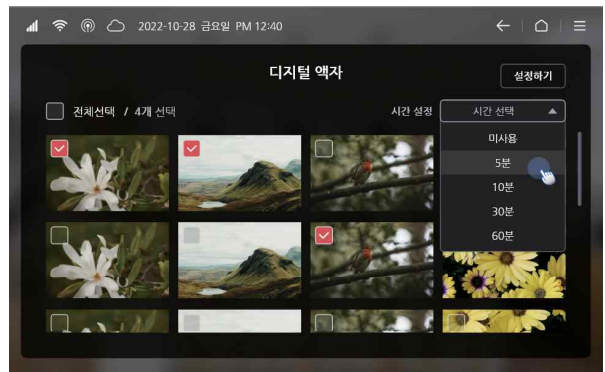 2022-10-28 금요일 PM 12:40
디지털 액자
설정하기
전체선택 / 4개 선택
시간 설정
시간 선택
미사용
5분
10분
30분
60분